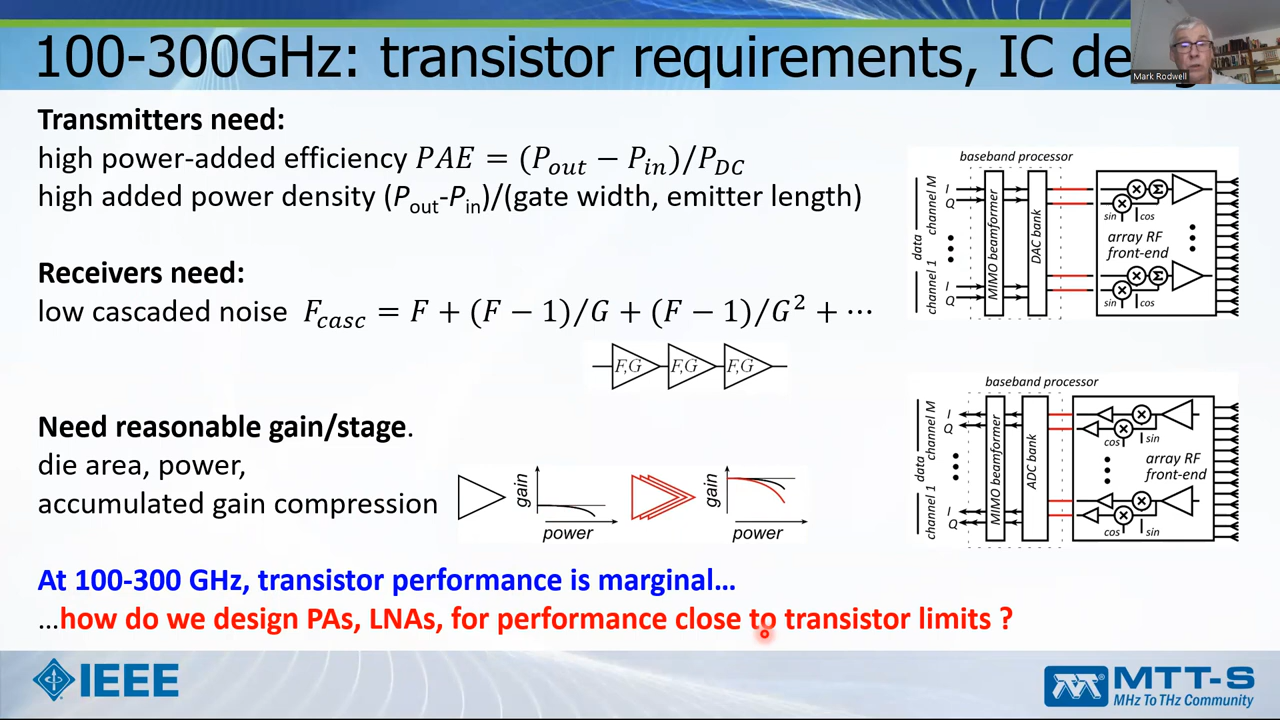 100-300GHz: transistor requirements, IC de
Mark Rodwell
Transmitters need:
high power-added efficiency PAE = (P_out − P_in)/P_DC
high added power density (P_out-P_in)/(gate width, emitter length)
Receivers need:
low cascaded noise F_casc = F + (F − 1)/G + (F − 1)/G² + ⋯
F,G F,G F,G
Need reasonable gain/stage.
die area, power,
accumulated gain compression
gain
power
gain
power
At 100-300 GHz, transistor performance is marginal…
...how do we design PAs, LNAs, for performance close to transistor limits ?
baseband processor
data
channel 1
channel M
I
Q
I
Q
MIMO beamformer
DAC bank
sin
cos
array RF
front-end
sin
cos
baseband processor
data
channel 1
channel M
I
Q
I
Q
MIMO beamformer
ADC bank
cos
sin
array RF
front-end
cos
sin
IEEE
MTT-S
MHz To THz Community